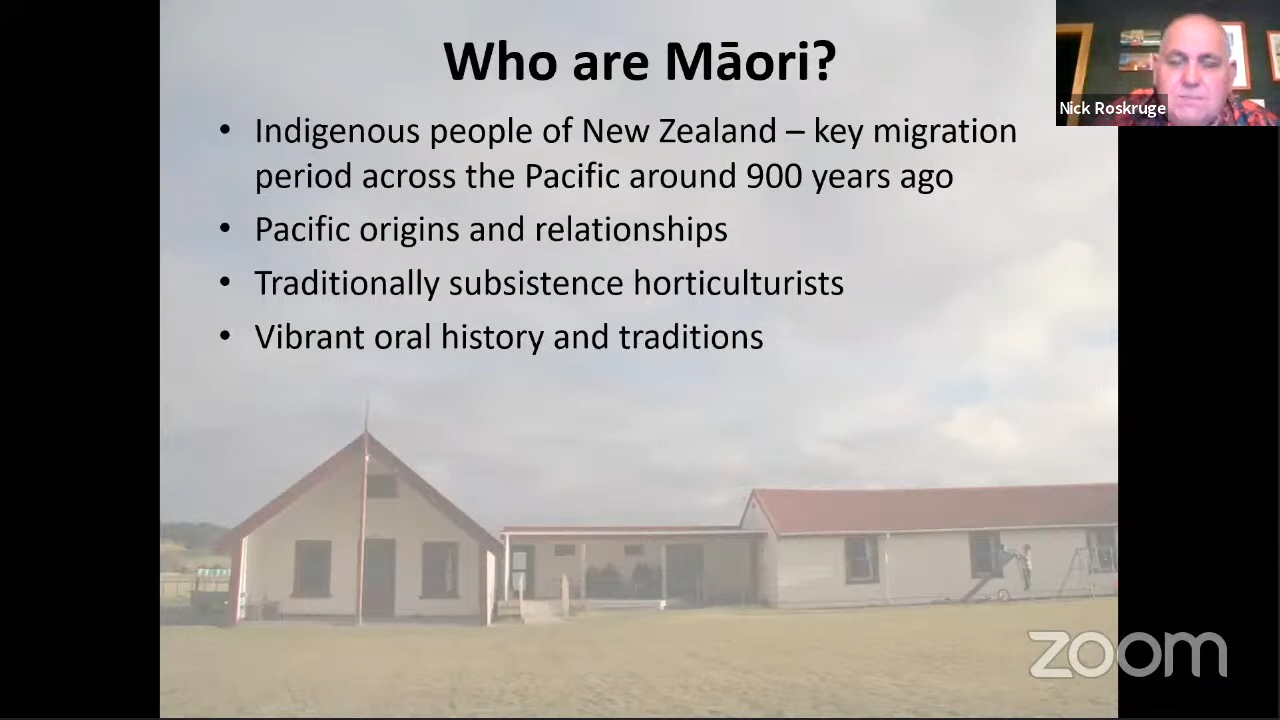 Who are Māori?
Nick Roskruge
• Indigenous people of New Zealand – key migration
period across the Pacific around 900 years ago
• Pacific origins and relationships
• Traditionally subsistence horticulturists
• Vibrant oral history and traditions
zoom